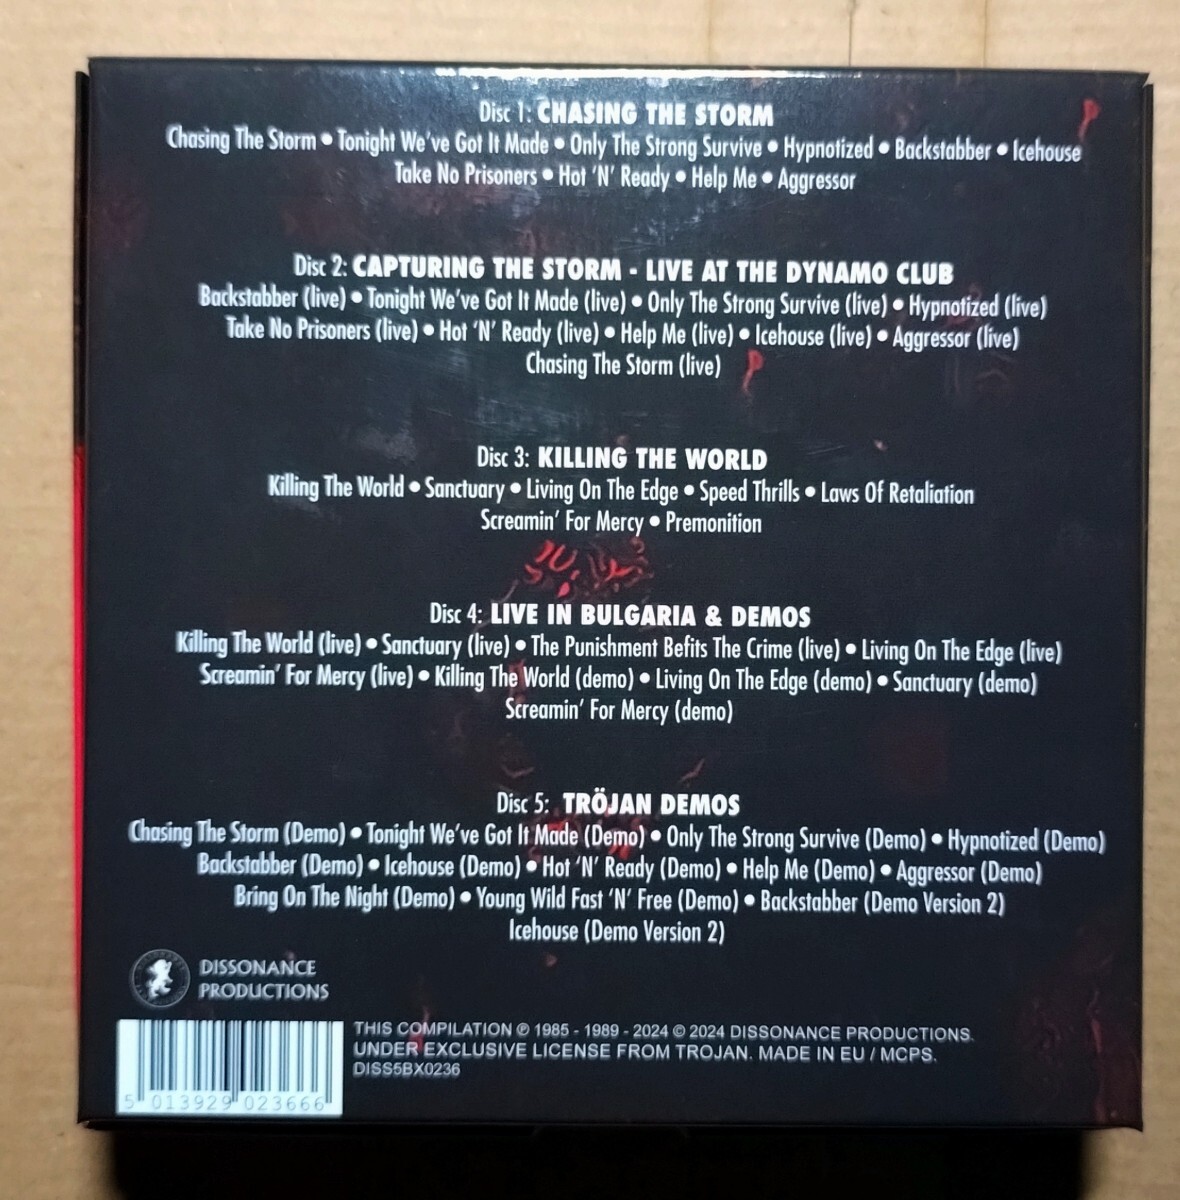 Disc 1: CHASING THE STORM
Chasing The Storm • Tonight We've Got It Made • Only The Strong Survive • Hypnotized • Backstabber • Icehouse
Take No Prisoners • Hot 'N' Ready • Help Me • Aggressor
Disc 2: CAPTURING THE STORM - LIVE AT THE DYNAMO CLUB
Backstabber (live) • Tonight We've Got It Made (live) • Only The Strong Survive (live) • Hypnotized (live)
Take No Prisoners (live) • Hot 'N' Ready (live) • Help Me (live) • Icehouse (live) • Aggressor (live)
Chasing The Storm (live)
Disc 3: KILLING THE WORLD
Killing The World • Sanctuary • Living On The Edge • Speed Thrills • Laws Of Retaliation
Screamin' For Mercy • Premonition
Disc 4: LIVE IN BULGARIA & DEMOS
Killing The World (live) • Sanctuary (live) • The Punishment Befits The Crime (live) • Living On The Edge (live)
Screamin' For Mercy (live) • Killing The World (demo) • Living On The Edge (demo) • Sanctuary (demo)
Screamin' For Mercy (demo)
Disc 5: TRÖJAN DEMOS
Chasing The Storm (Demo) • Tonight We've Got It Made (Demo) • Only The Strong Survive (Demo) • Hypnotized (Demo)
Backstabber (Demo) • Icehouse (Demo) • Hot 'N' Ready (Demo) • Help Me (Demo) • Aggressor (Demo)
Bring On The Night (Demo) • Young Wild Fast 'N' Free (Demo) • Backstabber (Demo Version 2)
Icehouse (Demo Version 2)
DISSONANCE
PRODUCTIONS
THIS COMPILATION ℗ 1985 - 1989 - 2024 © 2024 DISSONANCE PRODUCTIONS.
UNDER EXCLUSIVE LICENSE FROM TROJAN. MADE IN EU / MCPS.
DISS5BX0236
5 013929 023666